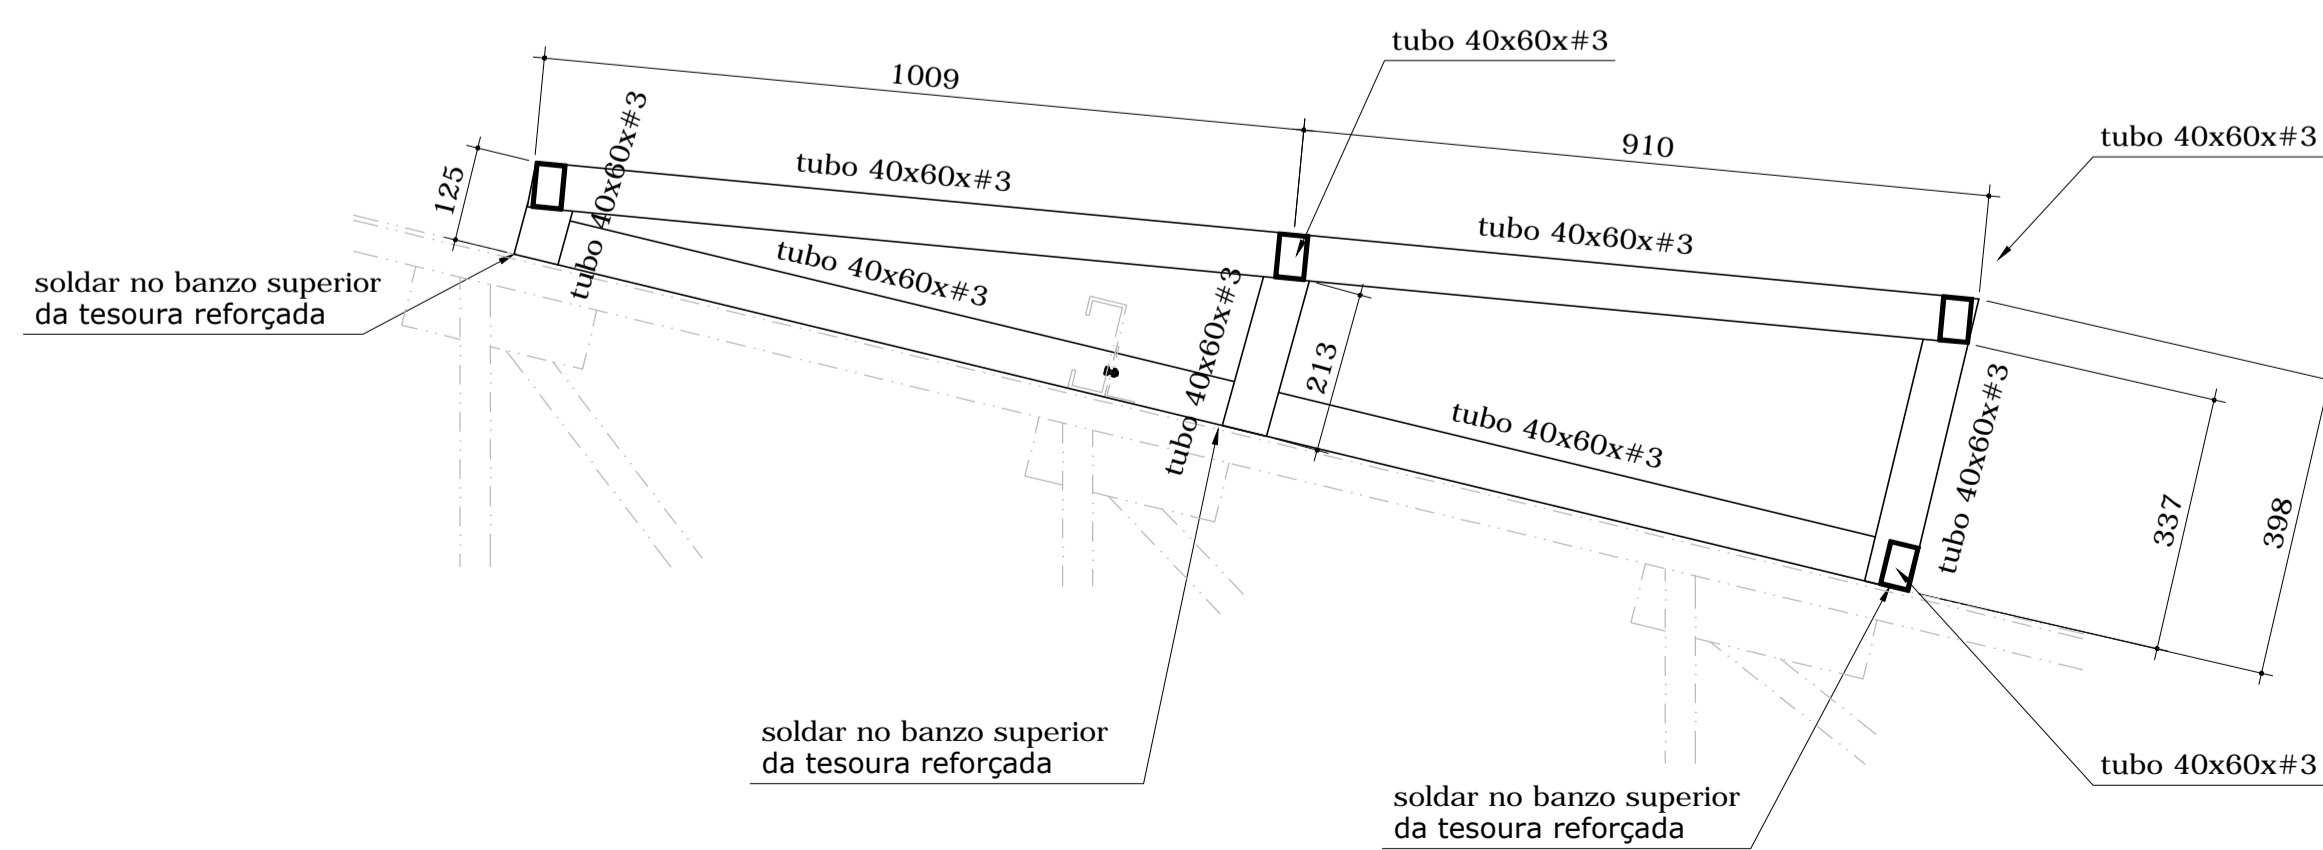 tubo 40x60x#3
1009
tubo 40x60x#3
910
tubo 40x60x#3
125
tubo 40x60x#3
tubo 40x60x#3
tubo 40x60x#3
soldar no banzo superior
da tesoura reforçada
tubo 40x60x#3
213
tubo 40x60x#3
tubo 40x60x#3
337
398
soldar no banzo superior
da tesoura reforçada
tubo 40x60x#3
soldar no banzo superior
da tesoura reforçada